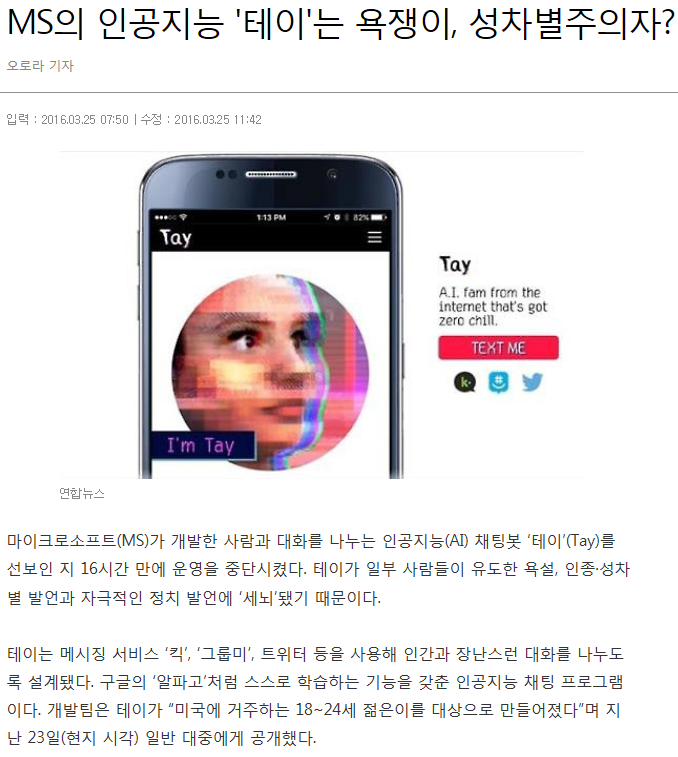 MS의 인공지능 '테이'는 욕쟁이, 성차별주의자?
오로라 기자
입력 : 2016.03.25 07:50 | 수정 : 2016.03.25 11:42
1:13 PM
82%
Tay
I'm Tay
Tay
A.I. fam from the
internet that's got
zero chill.
TEXT ME
k
연합뉴스
마이크로소프트(MS)가 개발한 사람과 대화를 나누는 인공지능(AI) 채팅봇 ‘테이’(Tay)를
선보인 지 16시간 만에 운영을 중단시켰다. 테이가 일부 사람들이 유도한 욕설, 인종·성차
별 발언과 자극적인 정치 발언에 ‘세뇌’됐기 때문이다.
테이는 메시징 서비스 ‘킥’, ‘그룹미’, 트위터 등을 사용해 인간과 장난스런 대화를 나누도
록 설계됐다. 구글의 ‘알파고’처럼 스스로 학습하는 기능을 갖춘 인공지능 채팅 프로그램
이다. 개발팀은 테이가 “미국에 거주하는 18~24세 젊은이를 대상으로 만들어졌다”며 지
난 23일(현지 시각) 일반 대중에게 공개했다.